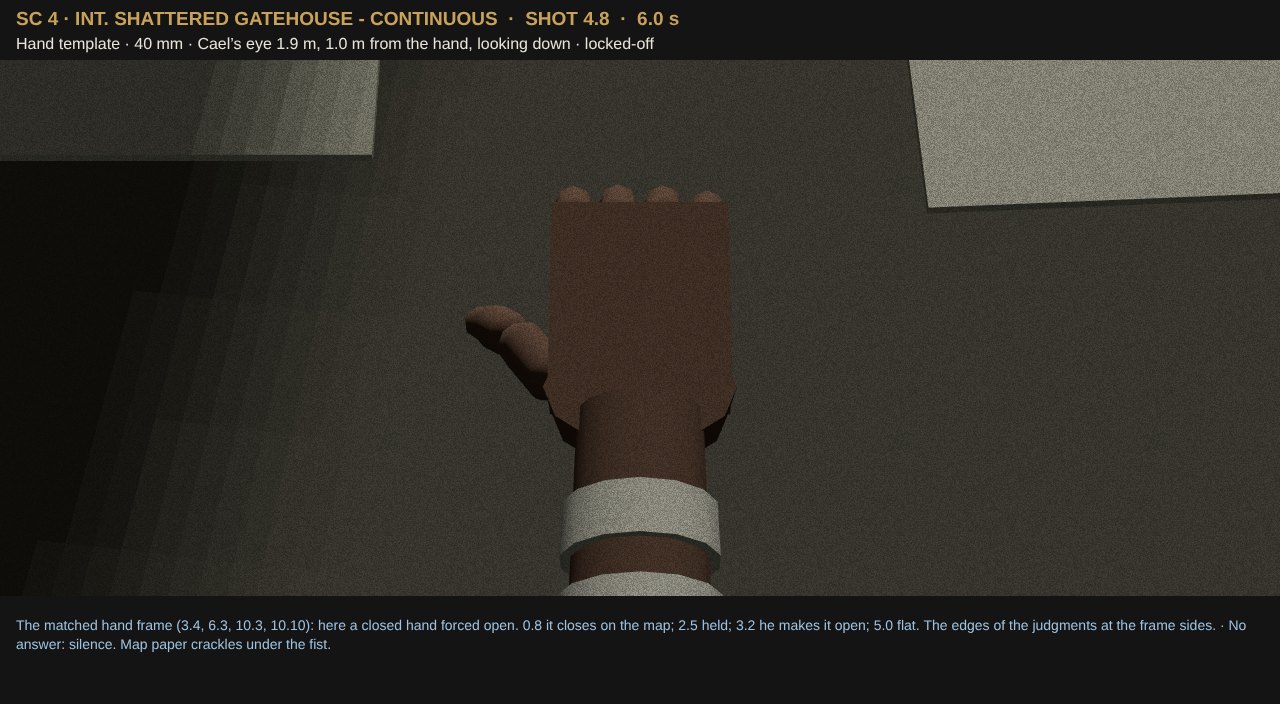 SC 4 · INT. SHATTERED GATEHOUSE - CONTINUOUS · SHOT 4.8 · 6.0 s
Hand template · 40 mm · Cael's eye 1.9 m, 1.0 m from the hand, looking down · locked-off
The matched hand frame (3.4, 6.3, 10.3, 10.10): here a closed hand forced open. 0.8 it closes on the map; 2.5 held; 3.2 he makes it open; 5.0 flat. The edges of the judgments at the frame sides. · No
answer: silence. Map paper crackles under the fist.